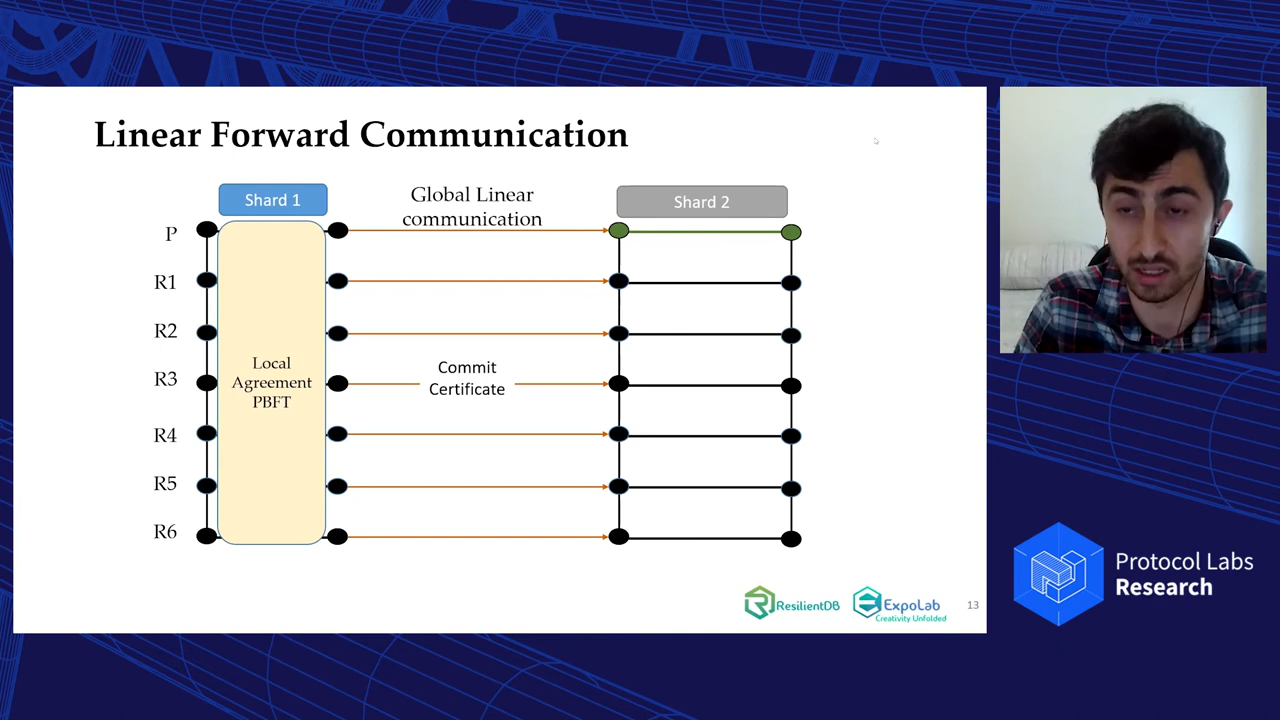 Linear Forward Communication
Shard 1
Global Linear
communication
Shard 2
P
R1
R2
R3
R4
R5
R6
Local
Agreement
PBFT
Commit
Certificate
ResilientDB
ExpoLab
Creativity Unfolded
13
Protocol Labs
Research